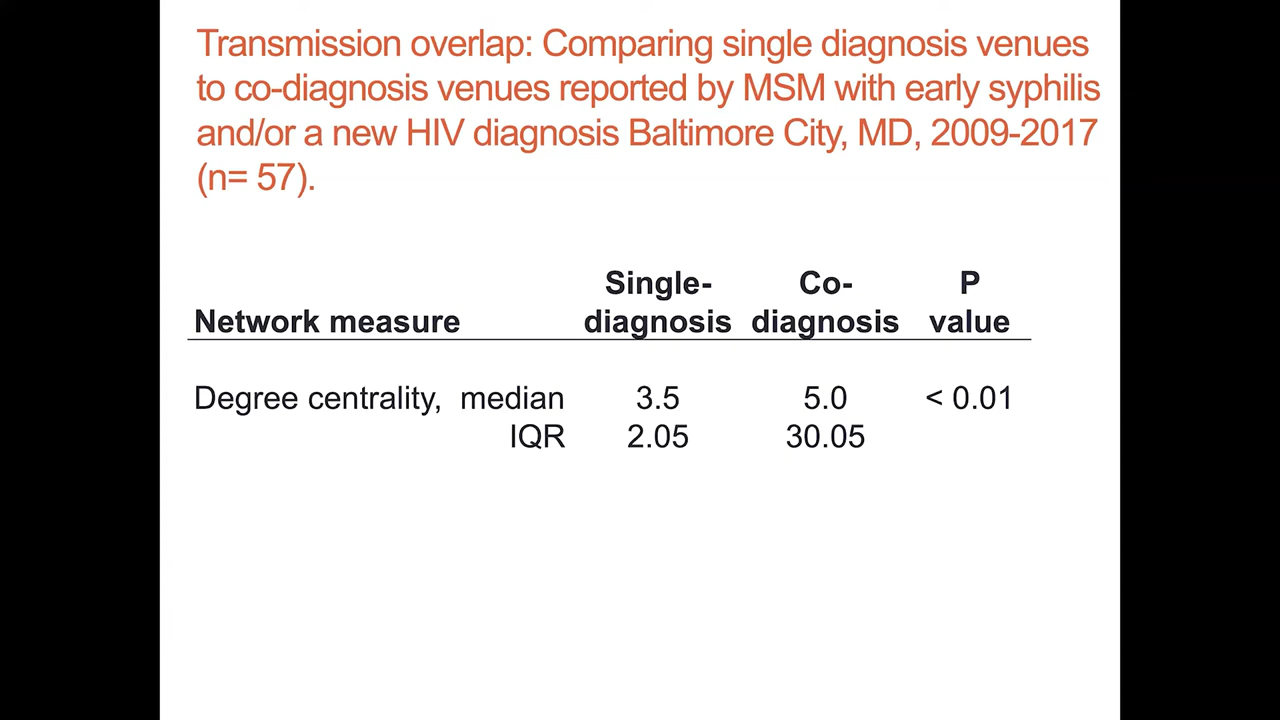 Transmission overlap: Comparing single diagnosis venues
to co-diagnosis venues reported by MSM with early syphilis
and/or a new HIV diagnosis Baltimore City, MD, 2009-2017
(n= 57).
Single- Co- P
Network measure diagnosis diagnosis value
Degree centrality, median 3.5 5.0 < 0.01
IQR 2.05 30.05